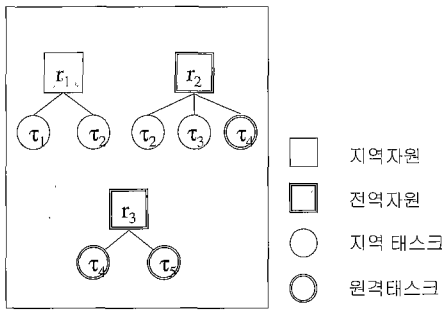 r1 r2
τ1 τ2 τ2 τ3 τ4
지역자원
전역자원
r3
지역 태스크
τ4 τ5
원격태스크